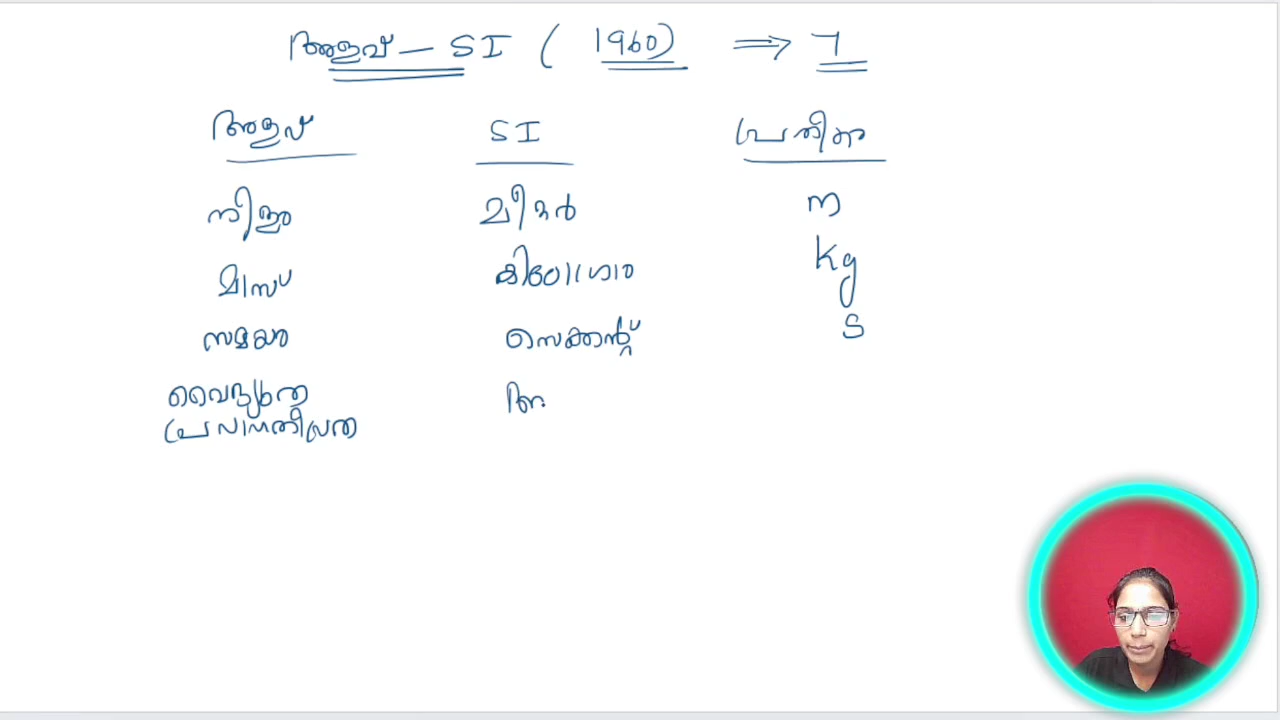 അളവ് – SI ( 1960) ⇒ 7
അളവ് SI പ്രതീകം
നീളം മീറ്റർ m
മാസ് കിലോഗ്രാം kg
സമയം സെക്കന്റ് s
വൈദ്യുത
പ്രവാഹതീവ്രത